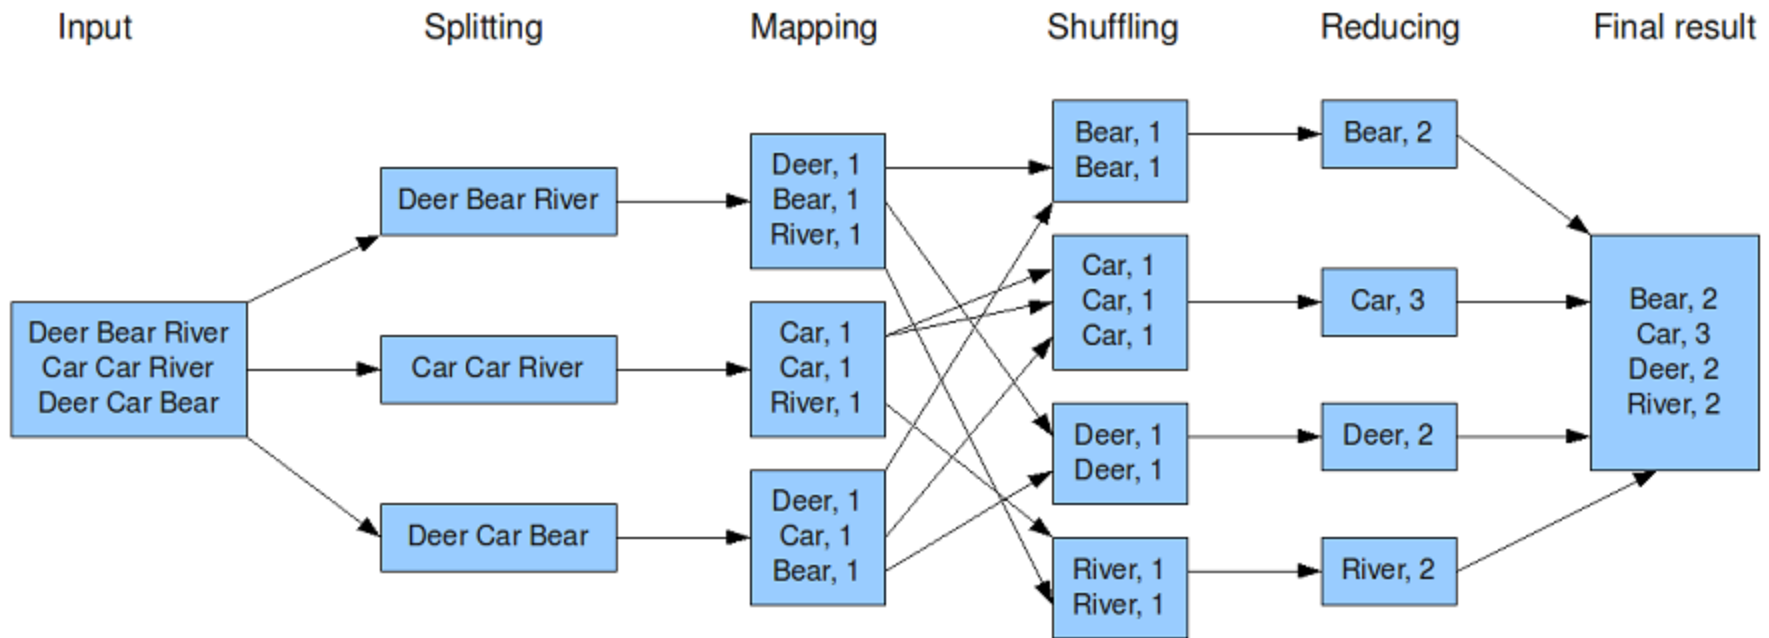 Input
Splitting
Mapping
Shuffling
Reducing
Final result
Deer Bear River
Car Car River
Deer Car Bear
Deer Bear River
Car Car River
Deer Car Bear
Deer, 1
Bear, 1
River, 1
Car, 1
Car, 1
River, 1
Deer, 1
Car, 1
Bear, 1
Bear, 1
Bear, 1
Car, 1
Car, 1
Car, 1
Deer, 1
Deer, 1
River, 1
River, 1
Bear, 2
Car, 3
Deer, 2
River, 2
Bear, 2
Car, 3
Deer, 2
River, 2